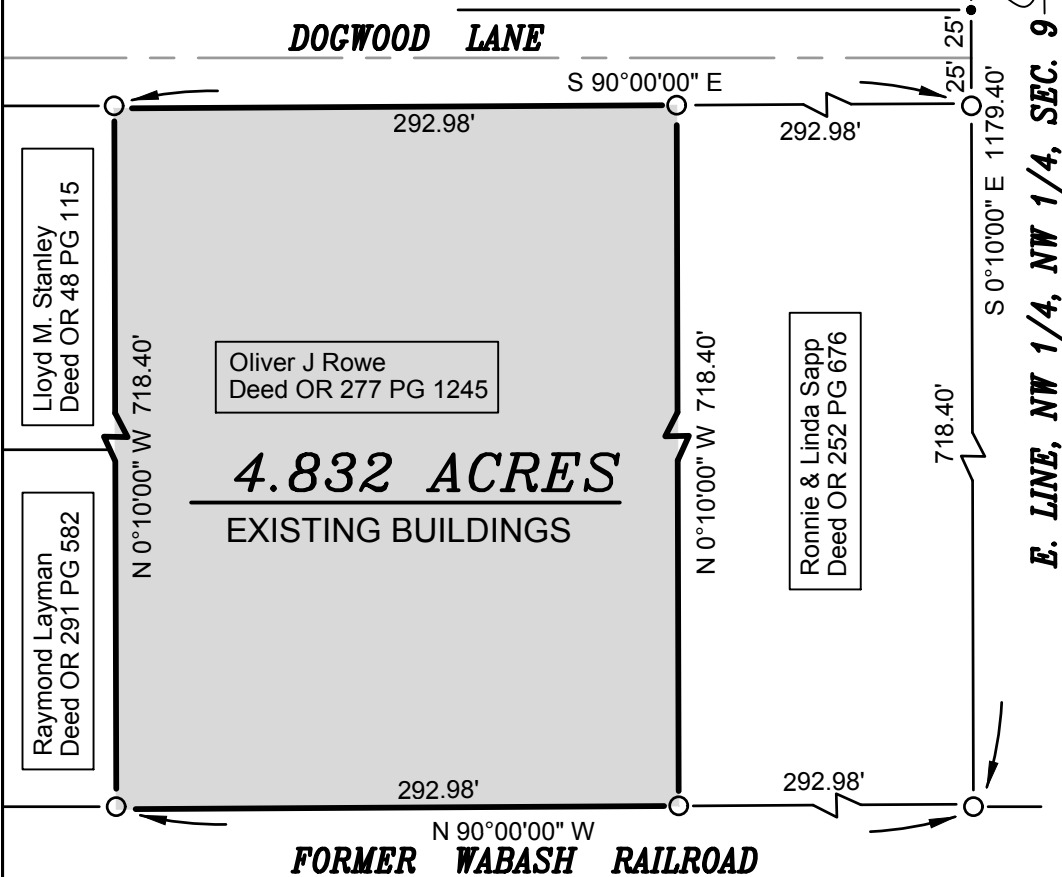 DOGWOOD LANE
S 90°00'00" E
292.98'
292.98'
25' 25'
S 0°10'00" E 1179.40'
E. LINE, NW 1/4, NW 1/4, SEC. 9
Lloyd M. Stanley
Deed OR 48 PG 115
N 0°10'00" W 718.40'
Oliver J Rowe
Deed OR 277 PG 1245
4.832 ACRES
EXISTING BUILDINGS
N 0°10'00" W 718.40'
Ronnie & Linda Sapp
Deed OR 252 PG 676
718.40'
Raymond Layman
Deed OR 291 PG 582
292.98'
292.98'
N 90°00'00" W
FORMER WABASH RAILROAD